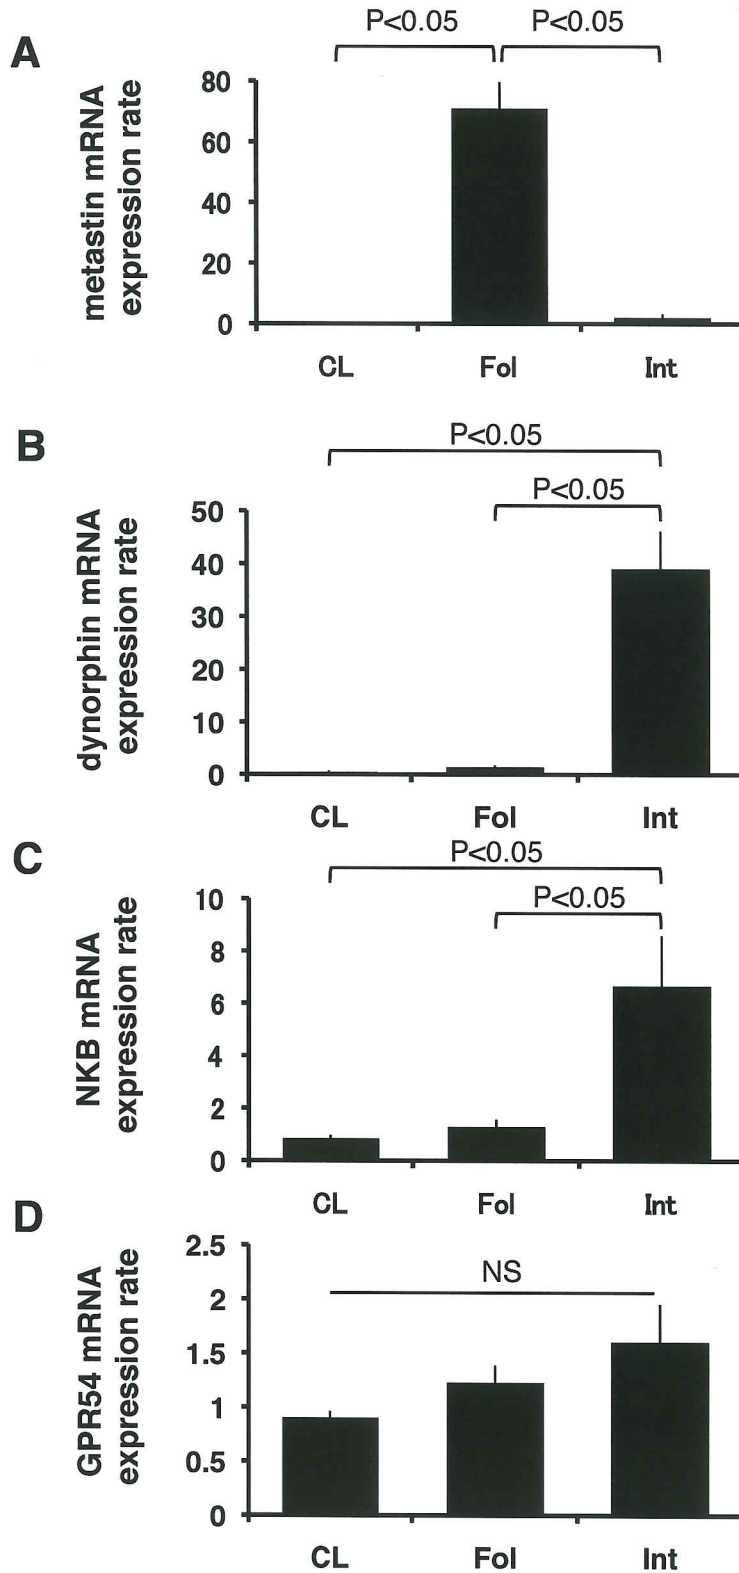 A
P<0.05 P<0.05
metastin mRNA
expression rate
80
60
40
20
0
CL Fol Int
B
P<0.05
P<0.05
dynorphin mRNA
expression rate
50
40
30
20
10
0
CL Fol Int
C
P<0.05
P<0.05
NKB mRNA
expression rate
10
8
6
4
2
0
CL Fol Int
D
NS
GPR54 mRNA
expression rate
2.5
2
1.5
1
0.5
0
CL Fol Int